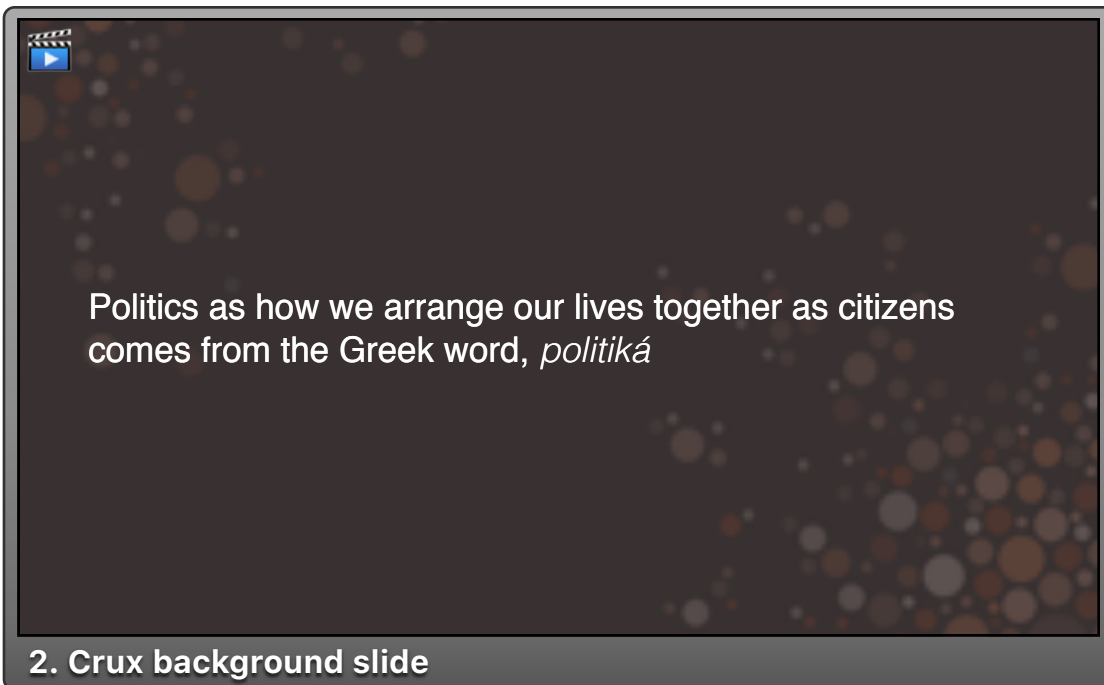 Politics as how we arrange our lives together as citizens
comes from the Greek word, politiká
2. Crux background slide